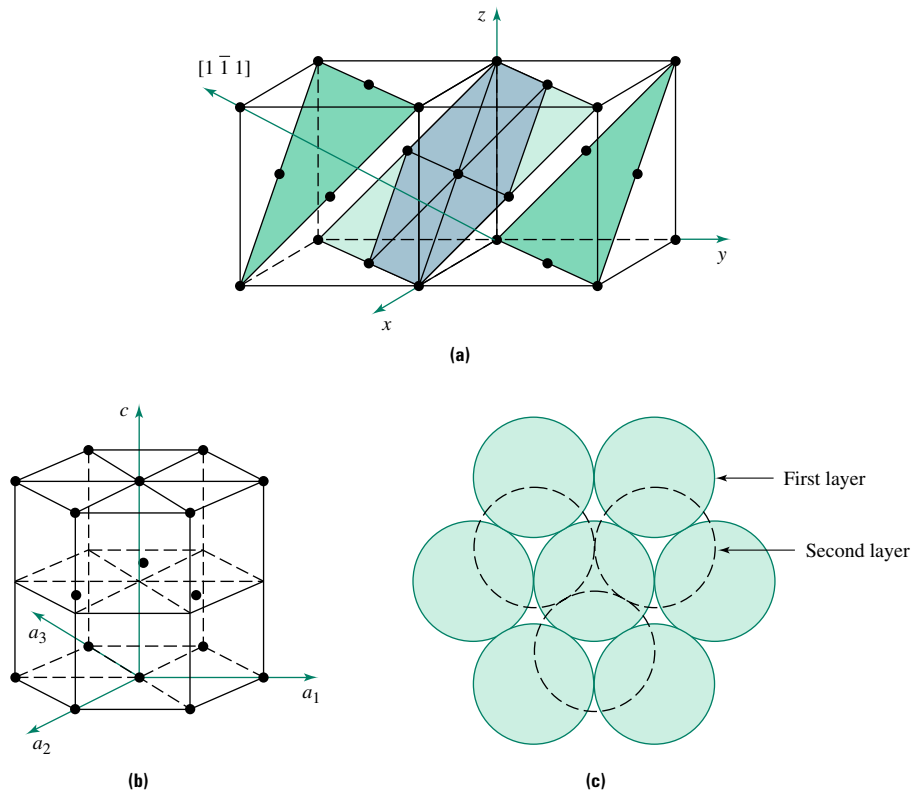 z
[1 1̅ 1]
y
x
(a)
c
First layer
Second layer
a3
a1
a2
(b)
(c)